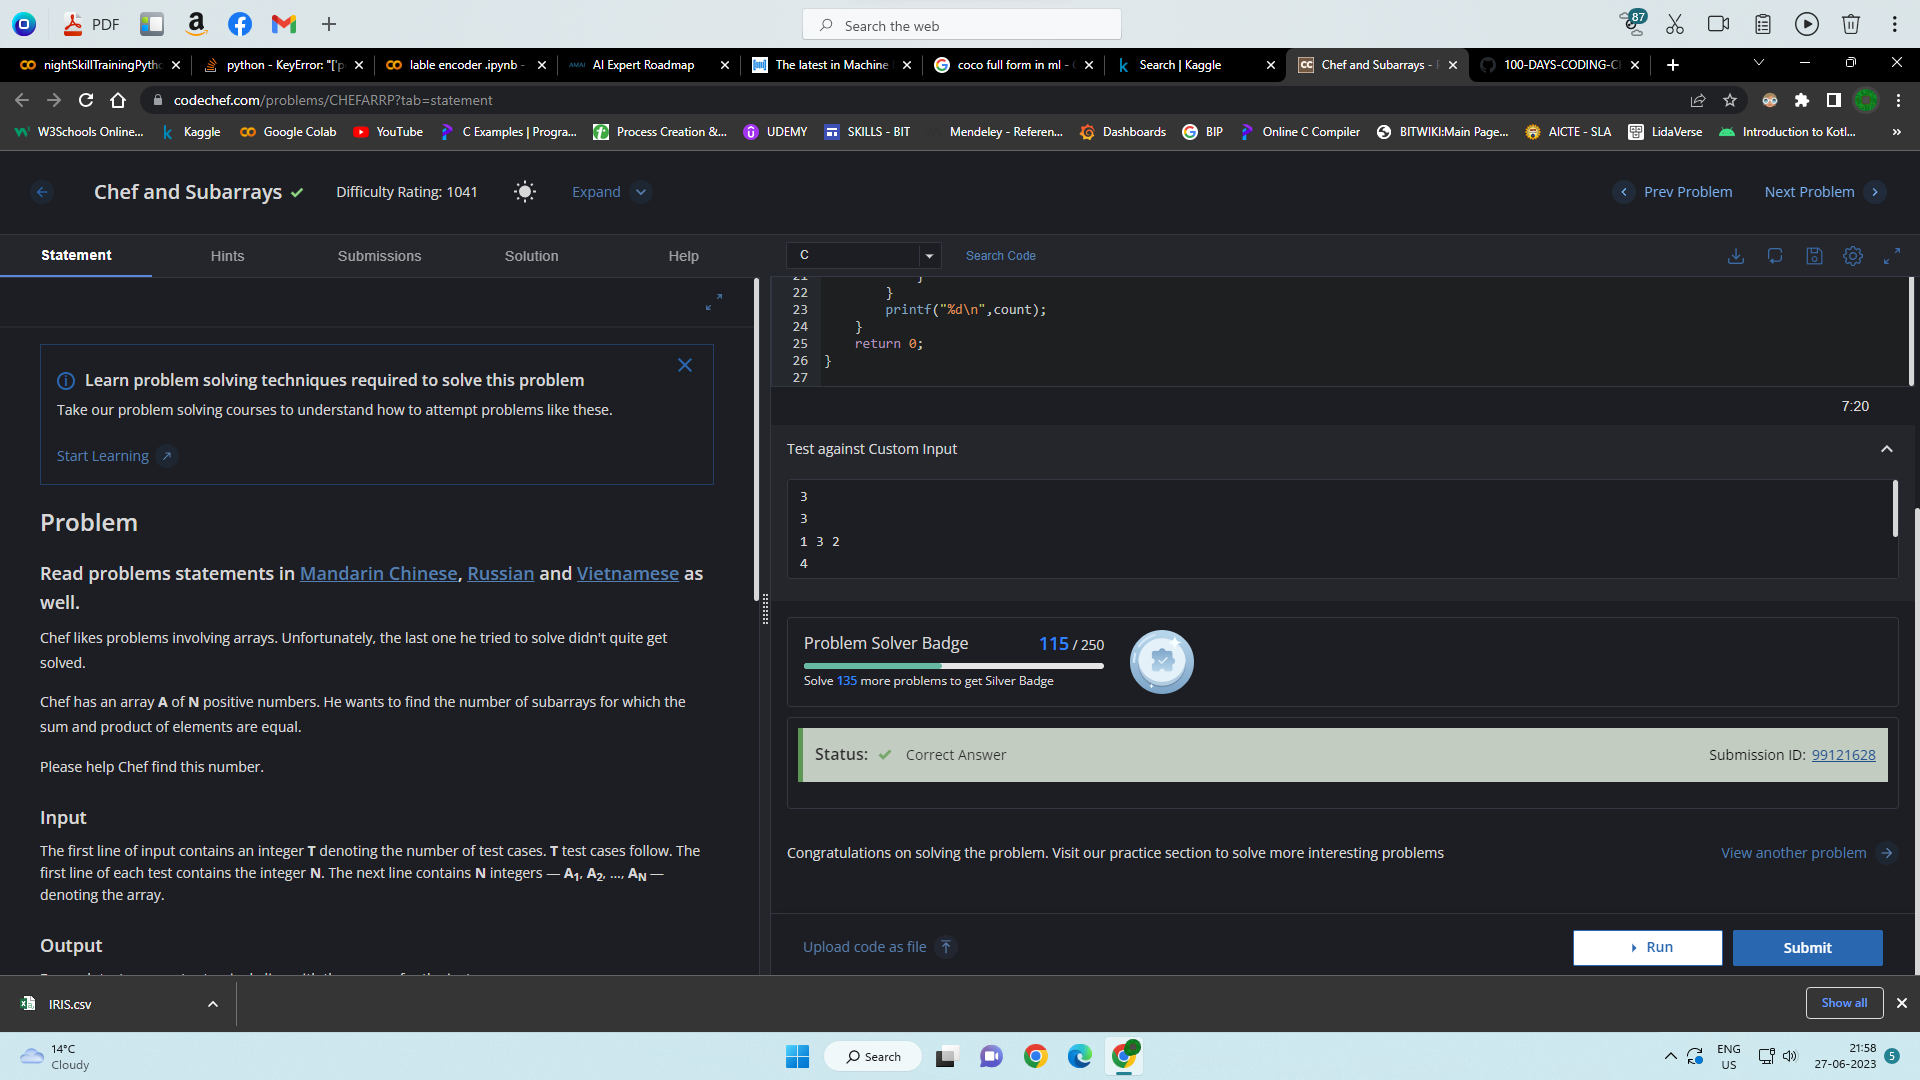 PDF
Search the web
87
nightSkillTrainingPyth
python - KeyError: "['p
lable encoder .ipynb -
AI Expert Roadmap
The latest in Machine
coco full form in ml -
Search | Kaggle
Chef and Subarrays -
100-DAYS-CODING-C
codechef.com/problems/CHEFARRP?tab=statement
W3Schools Online...
Kaggle
Google Colab
YouTube
C Examples | Progra...
Process Creation &...
UDEMY
SKILLS - BIT
Mendeley - Referen...
Dashboards
BIP
Online C Compiler
BITWIKI:Main Page...
AICTE - SLA
LidaVerse
Introduction to Kotl...
»
Chef and Subarrays
Difficulty Rating: 1041
Expand
Prev Problem
Next Problem
Statement
Hints
Submissions
Solution
Help
C
Search Code
Learn problem solving techniques required to solve this problem
Take our problem solving courses to understand how to attempt problems like these.
Start Learning
Problem
Read problems statements in Mandarin Chinese, Russian and Vietnamese as
well.
Chef likes problems involving arrays. Unfortunately, the last one he tried to solve didn't quite get
solved.
Chef has an array A of N positive numbers. He wants to find the number of subarrays for which the
sum and product of elements are equal.
Please help Chef find this number.
Input
The first line of input contains an integer T denoting the number of test cases. T test cases follow. The
first line of each test contains the integer N. The next line contains N integers — A1, A2, ..., AN —
denoting the array.
Output
21 }
22 }
23 printf("%d\n",count);
24 }
25 return 0;
26 }
27
7:20
Test against Custom Input
3
3
1 3 2
4
Problem Solver Badge
115 / 250
Solve 135 more problems to get Silver Badge
Status:
Correct Answer
Submission ID: 99121628
Congratulations on solving the problem. Visit our practice section to solve more interesting problems
View another problem
Upload code as file
Run
Submit
IRIS.csv
Show all
14°C
Cloudy
Search
ENG
US
21:58
27-06-2023
5